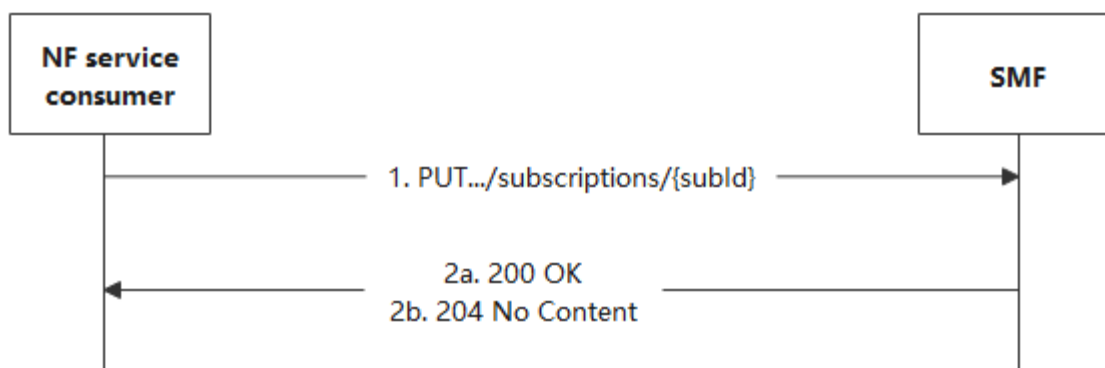 NF service
consumer
SMF
1. PUT.../subscriptions/{subId}
2a. 200 OK
2b. 204 No Content